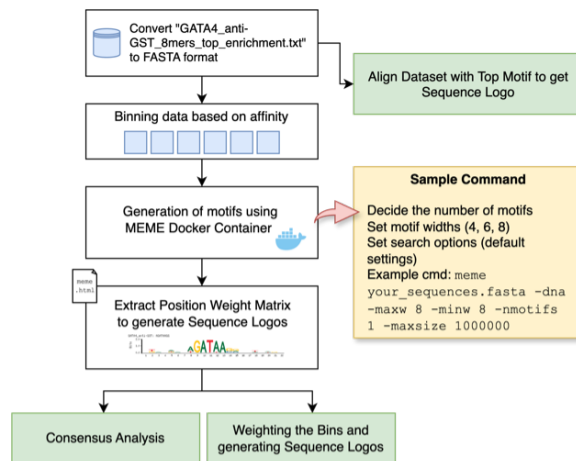 Convert "GATA4_anti-
GST_8mers_top_enrichment.txt"
to FASTA format
Align Dataset with Top Motif to get
Sequence Logo
Binning data based on affinity
Generation of motifs using
MEME Docker Container
Sample Command
Decide the number of motifs
Set motif widths (4, 6, 8)
Set search options (default
settings)
Example cmd: meme
your_sequences.fasta -dna
-maxw 8 -minw 8 -nmotifs
1 -maxsize 1000000
meme
.html
Extract Position Weight Matrix
to generate Sequence Logos
GATAA
Consensus Analysis
Weighting the Bins and
generating Sequence Logos